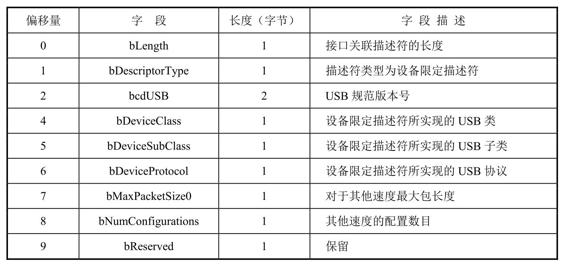 偏移量 字 段 长度（字节） 字 段 描 述
0 bLength 1 接口关联描述符的长度
1 bDescriptorType 1 描述符类型为设备限定描述符
2 bcdUSB 2 USB 规范版本号
4 bDeviceClass 1 设备限定描述符所实现的 USB 类
5 bDeviceSubClass 1 设备限定描述符所实现的 USB 子类
6 bDeviceProtocol 1 设备限定描述符所实现的 USB 协议
7 bMaxPacketSize0 1 对于其他速度最大包长度
8 bNumConfigurations 1 其他速度的配置数目
9 bReserved 1 保留